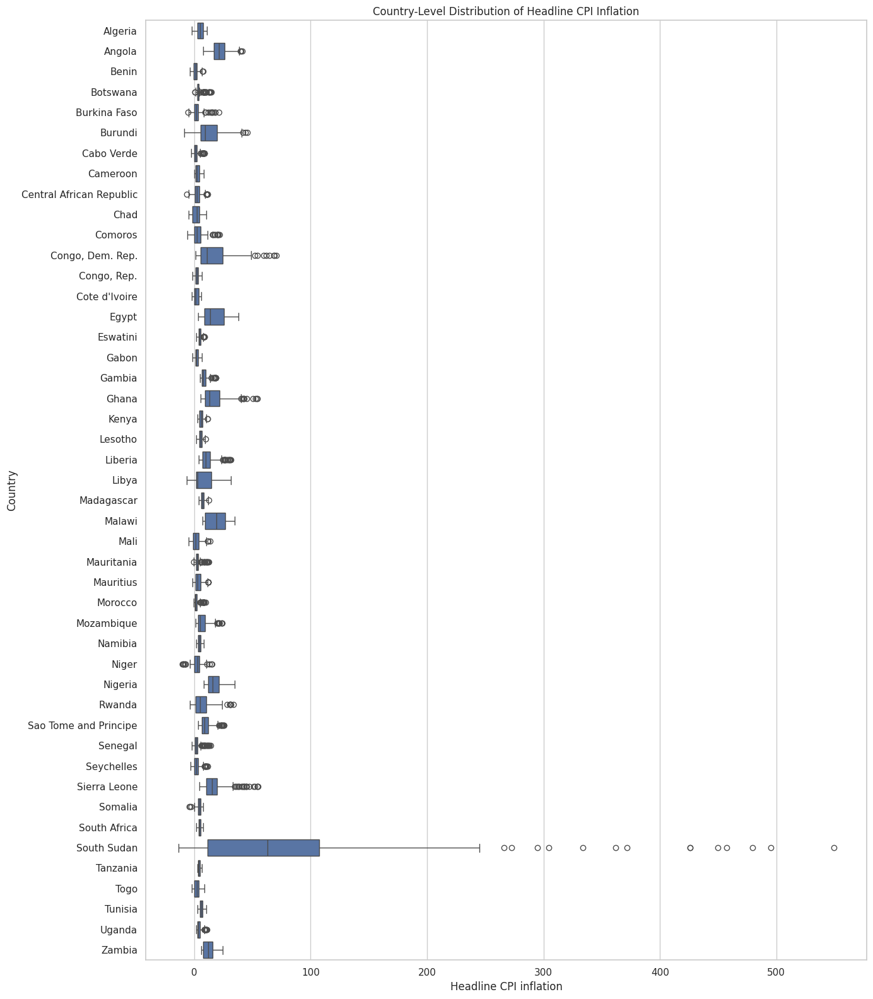 Country-Level Distribution of Headline CPI Inflation
Algeria
Angola
Benin
Botswana
Burkina Faso
Burundi
Cabo Verde
Cameroon
Central African Republic
Chad
Comoros
Congo, Dem. Rep.
Congo, Rep.
Cote d'Ivoire
Egypt
Eswatini
Gabon
Gambia
Ghana
Kenya
Lesotho
Liberia
Libya
Madagascar
Malawi
Mali
Mauritania
Mauritius
Morocco
Mozambique
Namibia
Niger
Nigeria
Rwanda
Sao Tome and Principe
Senegal
Seychelles
Sierra Leone
Somalia
South Africa
South Sudan
Tanzania
Togo
Tunisia
Uganda
Zambia
Country
0 100 200 300 400 500
Headline CPI inflation